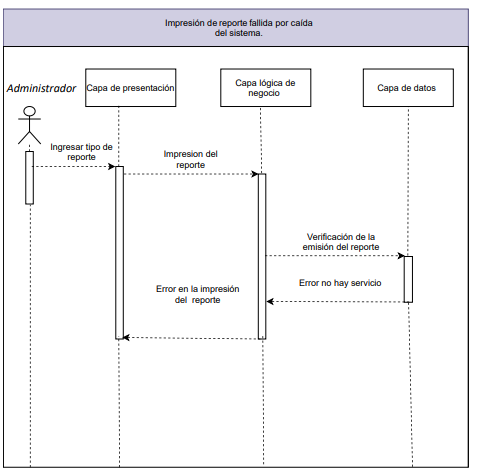 Impresión de reporte fallida por caída
del sistema.
Administrador
Capa de presentación
Capa lógica de
negocio
Capa de datos
Ingresar tipo de
reporte
Impresion del
reporte
Verificación de la
emisión del reporte
Error no hay servicio
Error en la impresión
del reporte